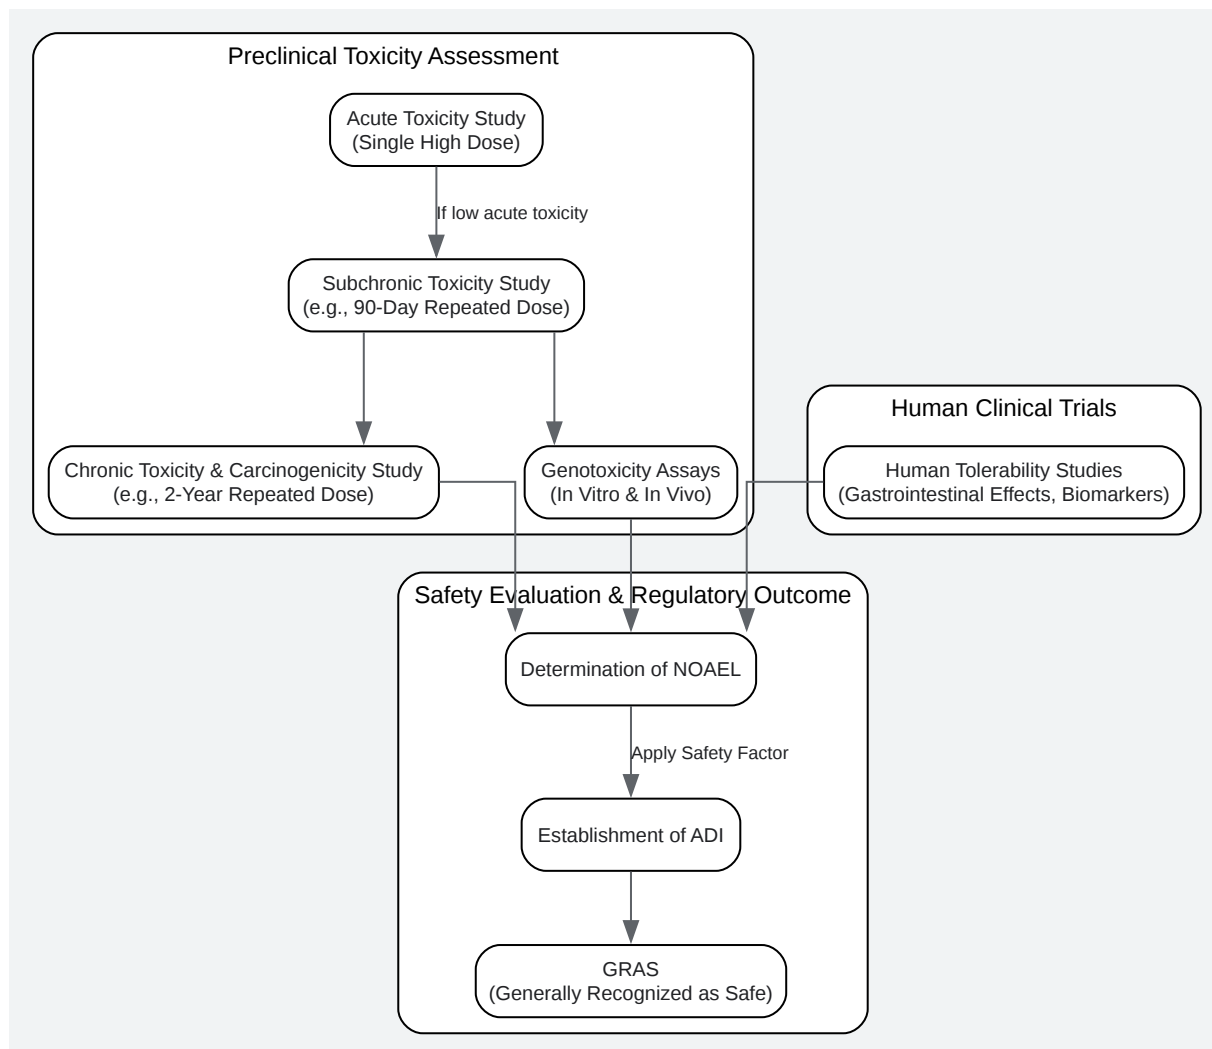 Preclinical Toxicity Assessment
Acute Toxicity Study
(Single High Dose)
If low acute toxicity
Subchronic Toxicity Study
(e.g., 90-Day Repeated Dose)
Chronic Toxicity & Carcinogenicity Study
(e.g., 2-Year Repeated Dose)
Genotoxicity Assays
(In Vitro & In Vivo)
Human Clinical Trials
Human Tolerability Studies
(Gastrointestinal Effects, Biomarkers)
Safety Evaluation & Regulatory Outcome
Determination of NOAEL
Apply Safety Factor
Establishment of ADI
GRAS
(Generally Recognized as Safe)